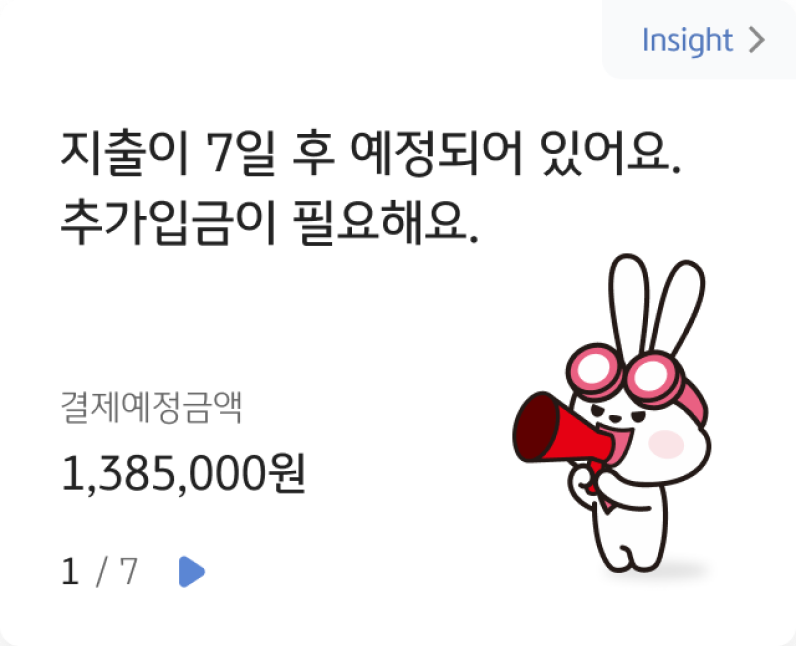 Insight
지출이 7일 후 예정되어 있어요.
추가입금이 필요해요.
결제예정금액
1,385,000원
1 / 7